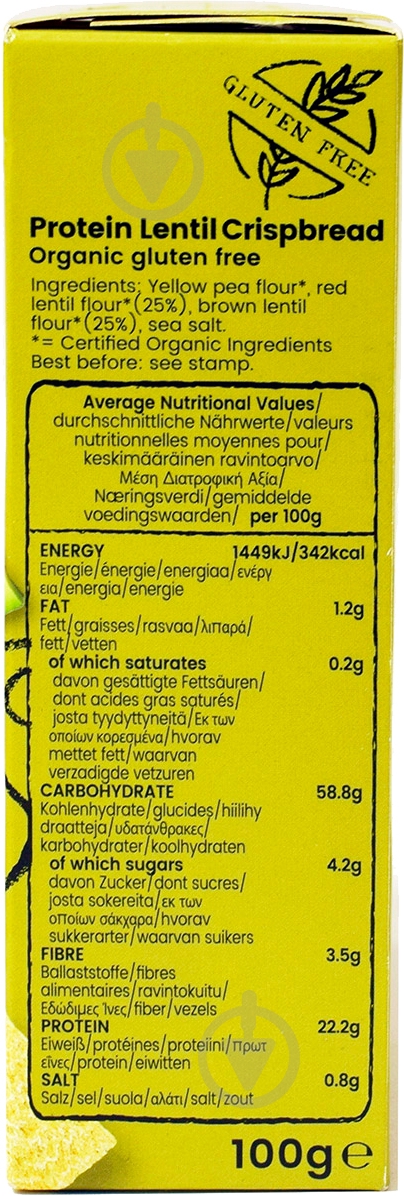 GLUTEN FREE
Protein Lentil Crispbread
Organic gluten free
Ingredients: Yellow pea flour*, red
lentil flour*(25%), brown lentil
flour*(25%), sea salt.
*= Certified Organic Ingredients
Best before: see stamp.
Average Nutritional Values/
durchschnittliche Nährwerte/valeurs
nutritionnelles moyennes pour/
keskimääräinen ravintoarvo/
Μέση Διατροφική Αξία/
Næringsverdi/gemiddelde
voedingswaarden/ per 100g
ENERGY 1449kJ/342kcal
Energie/énergie/energiaa/ενέργ
εια/energia/energie
FAT 1.2g
Fett/graisses/rasvaa/λιπαρά/
fett/vetten
of which saturates 0.2g
davon gesättigte Fettsäuren/
dont acides gras saturés/
josta tyydyttyneitä/Εκ των
οποίων κορεσμένα/hvorav
mettet fett/waarvan
verzadigde vetzuren
CARBOHYDRATE 58.8g
Kohlenhydrate/glucides/hiilihy
draatteja/υδατάνθρακες/
karbohydrater/koolhydraten
of which sugars 4.2g
davon Zucker/dont sucres/
josta sokereita/εκ των
οποίων σάκχαρα/hvorav
sukkerarter/waarvan suikers
FIBRE 3.5g
Ballaststoffe/fibres
alimentaires/ravintokuitu/
Εδώδιμες Ίνες/fiber/vezels
PROTEIN 22.2g
Eiweiß/protéines/proteiini/πρωτ
εΐνες/protein/eiwitten
SALT 0.8g
Salz/sel/suola/αλάτι/salt/zout
100g e